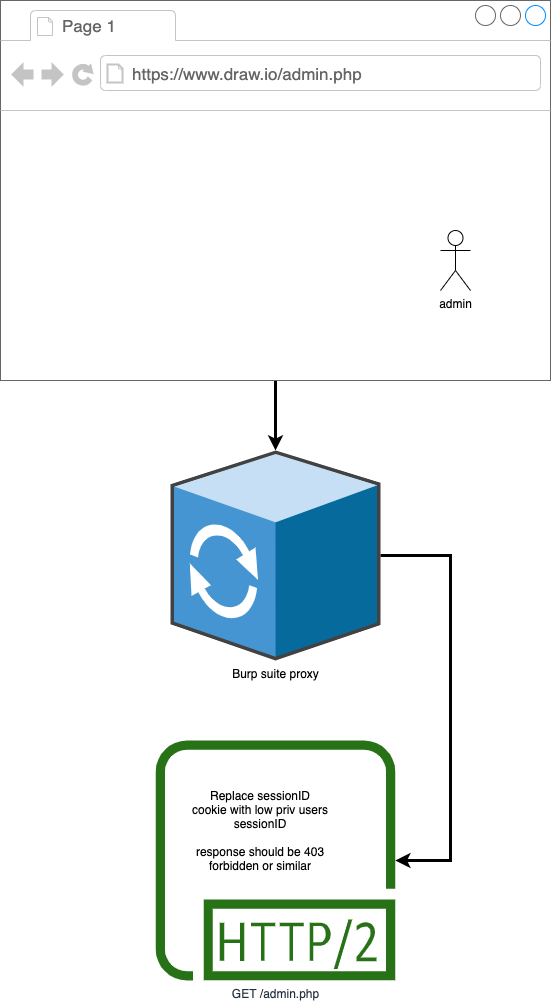 Page 1
https://www.draw.io/admin.php
admin
Burp suite proxy
Replace sessionID
cookie with low priv users
sessionID
response should be 403
forbidden or similar
HTTP/2
GET /admin.php